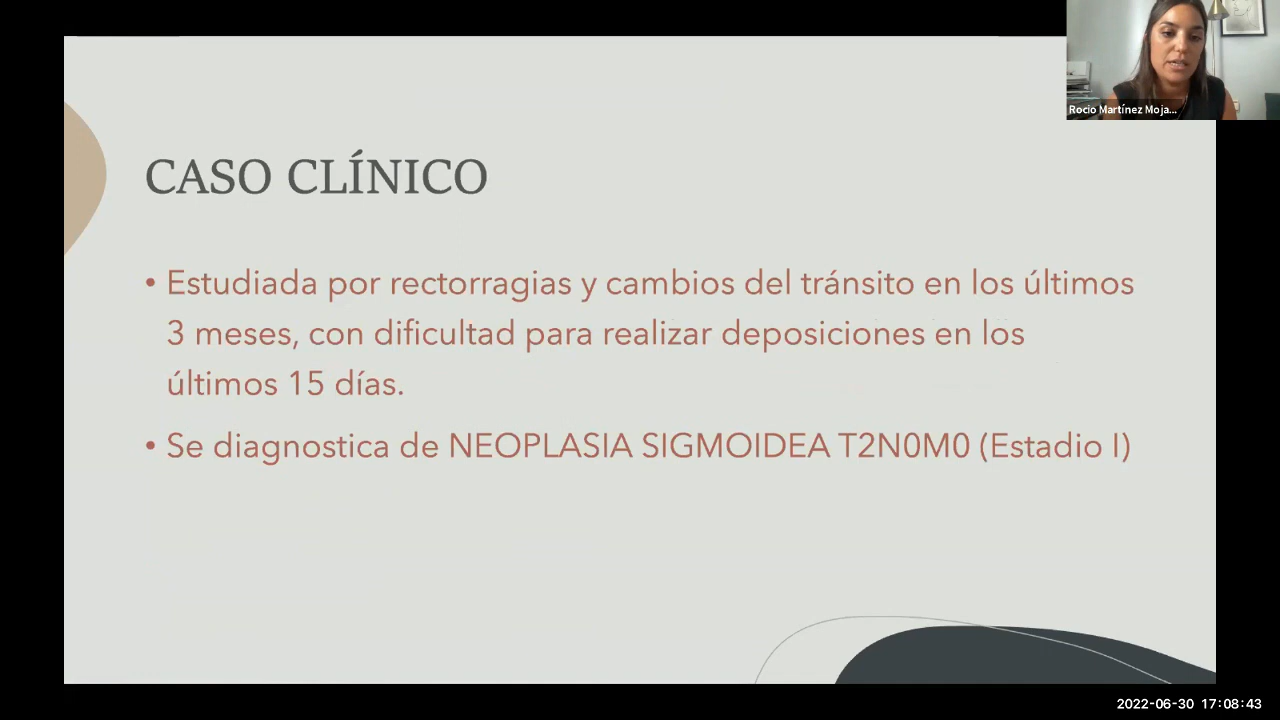 Rocio Martínez Moja...
CASO CLÍNICO
• Estudiada por rectorragias y cambios del tránsito en los últimos
3 meses, con dificultad para realizar deposiciones en los
últimos 15 días.
• Se diagnostica de NEOPLASIA SIGMOIDEA T2N0M0 (Estadio I)
2022-06-30 17:08:43